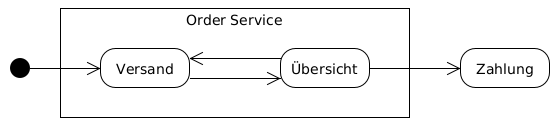 Order Service
Versand
Übersicht
Zahlung